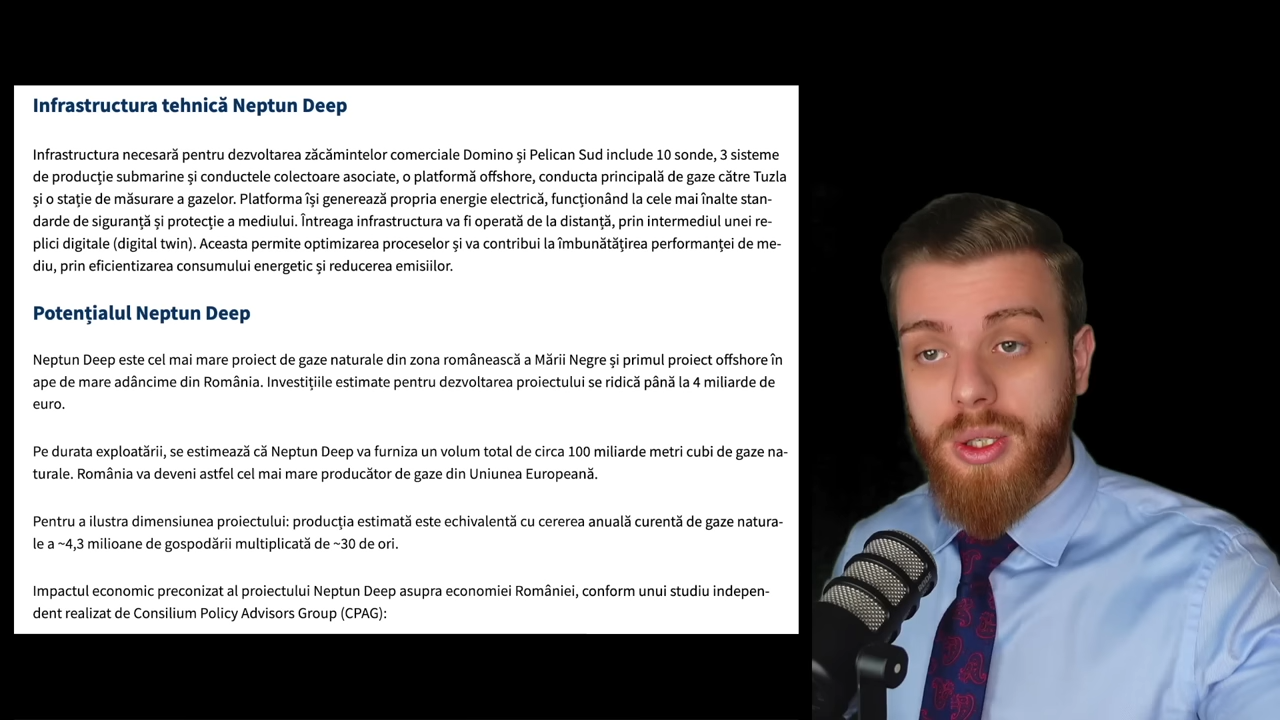 Infrastructura tehnică Neptun Deep
Infrastructura necesară pentru dezvoltarea zăcămintelor comerciale Domino și Pelican Sud include 10 sonde, 3 sisteme
de producție submarine și conductele colectoare asociate, o platformă offshore, conducta principală de gaze către Tuzla
și o stație de măsurare a gazelor. Platforma își generează propria energie electrică, funcționând la cele mai înalte stan-
darde de siguranță și protecție a mediului. Întreaga infrastructura va fi operată de la distanță, prin intermediul unei re-
plici digitale (digital twin). Aceasta permite optimizarea proceselor și va contribui la îmbunătățirea performanței de me-
diu, prin eficientizarea consumului energetic și reducerea emisiilor.
Potențialul Neptun Deep
Neptun Deep este cel mai mare proiect de gaze naturale din zona românească a Mării Negre și primul proiect offshore în
ape de mare adâncime din România. Investițiile estimate pentru dezvoltarea proiectului se ridică până la 4 miliarde de
euro.
Pe durata exploatării, se estimează că Neptun Deep va furniza un volum total de circa 100 miliarde metri cubi de gaze na-
turale. România va deveni astfel cel mai mare producător de gaze din Uniunea Europeană.
Pentru a ilustra dimensiunea proiectului: producția estimată este echivalentă cu cererea anuală curentă de gaze natura-
le a ~4,3 milioane de gospodării multiplicată de ~30 de ori.
Impactul economic preconizat al proiectului Neptun Deep asupra economiei României, conform unui studiu indepen-
dent realizat de Consilium Policy Advisors Group (CPAG):